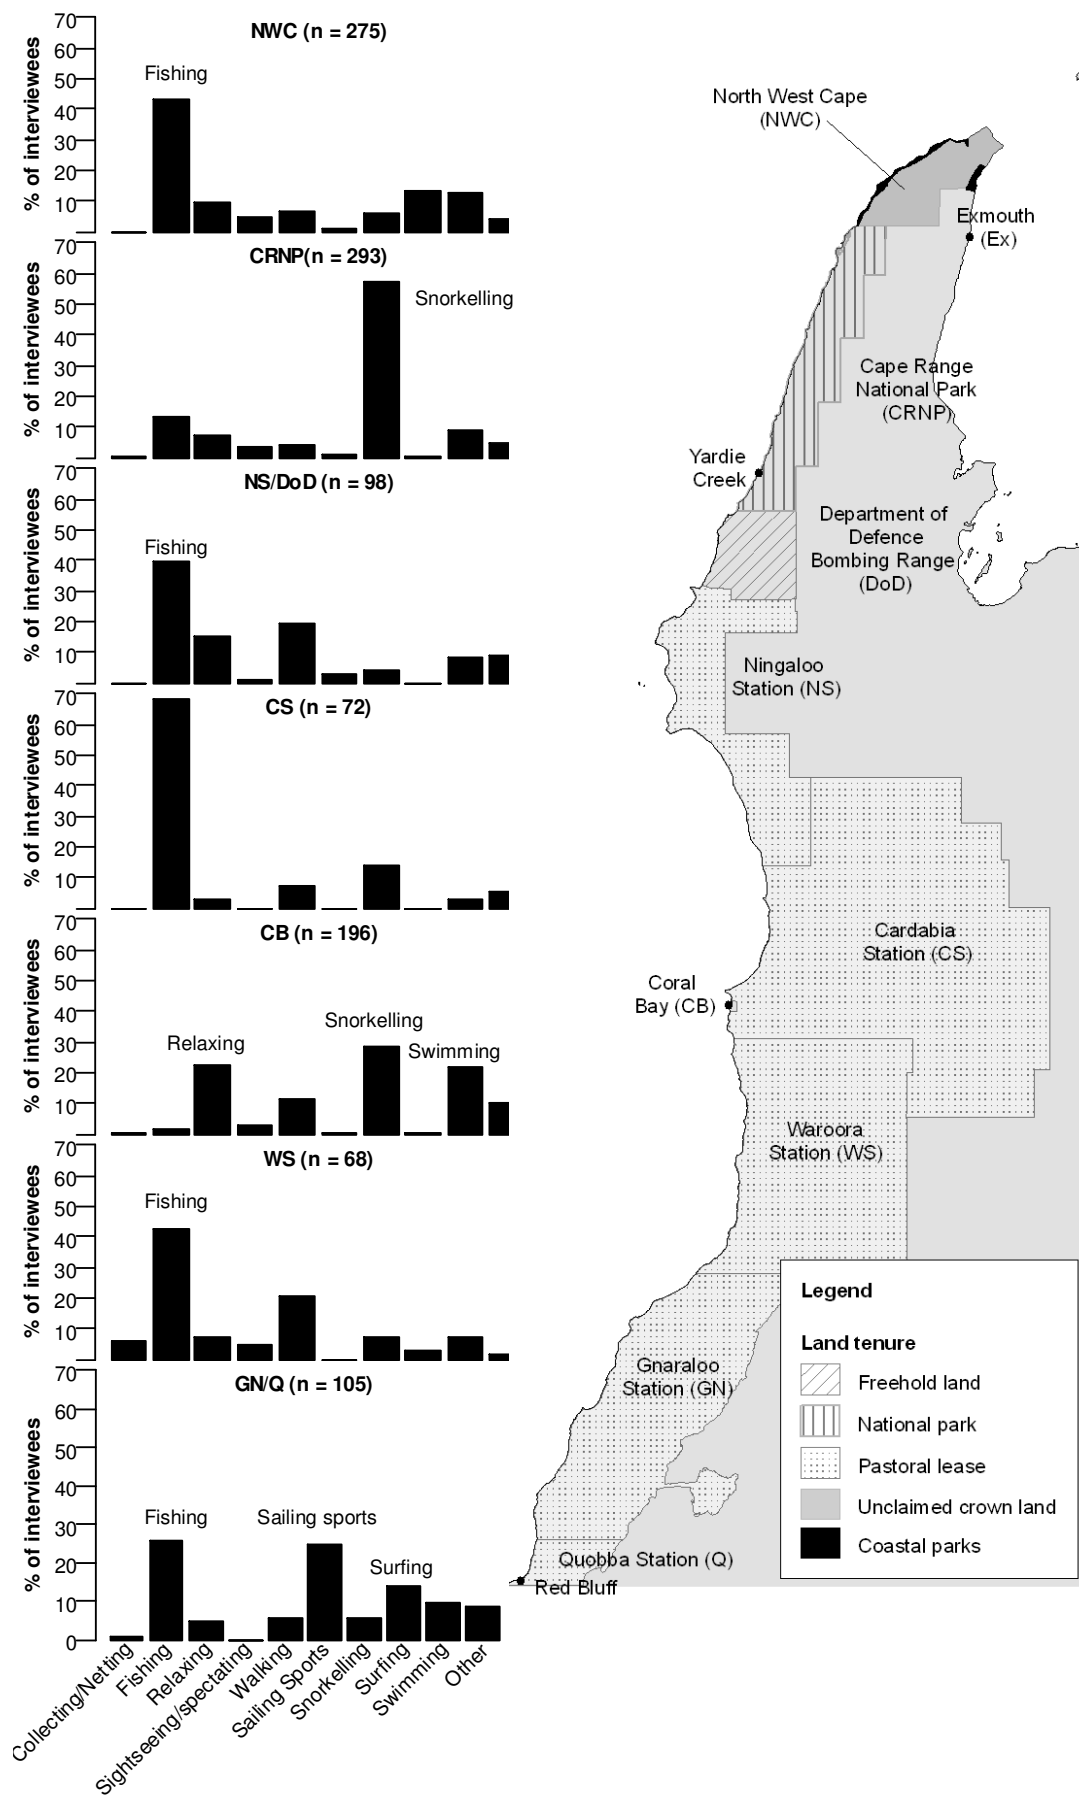 NWC (n = 275)
% of interviewees
70
60
50
40
30
20
10
Fishing
CRNP(n = 293)
% of interviewees
70
60
50
40
30
20
10
Snorkelling
NS/DoD (n = 98)
% of interviewees
70
60
50
40
30
20
10
Fishing
CS (n = 72)
% of interviewees
70
60
50
40
30
20
10
CB (n = 196)
% of interviewees
70
60
50
40
30
20
10
Relaxing
Snorkelling
Swimming
WS (n = 68)
% of interviewees
70
60
50
40
30
20
10
Fishing
GN/Q (n = 105)
% of interviewees
70
60
50
40
30
20
10
0
Fishing
Sailing sports
Surfing
Collecting/Netting
Fishing
Relaxing
Sightseeing/spectating
Walking
Sailing Sports
Snorkelling
Surfing
Swimming
Other
North West Cape
(NWC)
Exmouth
(Ex)
Cape Range
National Park
(CRNP)
Yardie
Creek
Department of
Defence
Bombing Range
(DoD)
Ningaloo
Station (NS)
Cardabia
Station (CS)
Coral
Bay (CB)
Waroora
Station (WS)
Gnaraloo
Station (GN)
Quobba Station (Q)
Red Bluff
Legend
Land tenure
Freehold land
National park
Pastoral lease
Unclaimed crown land
Coastal parks